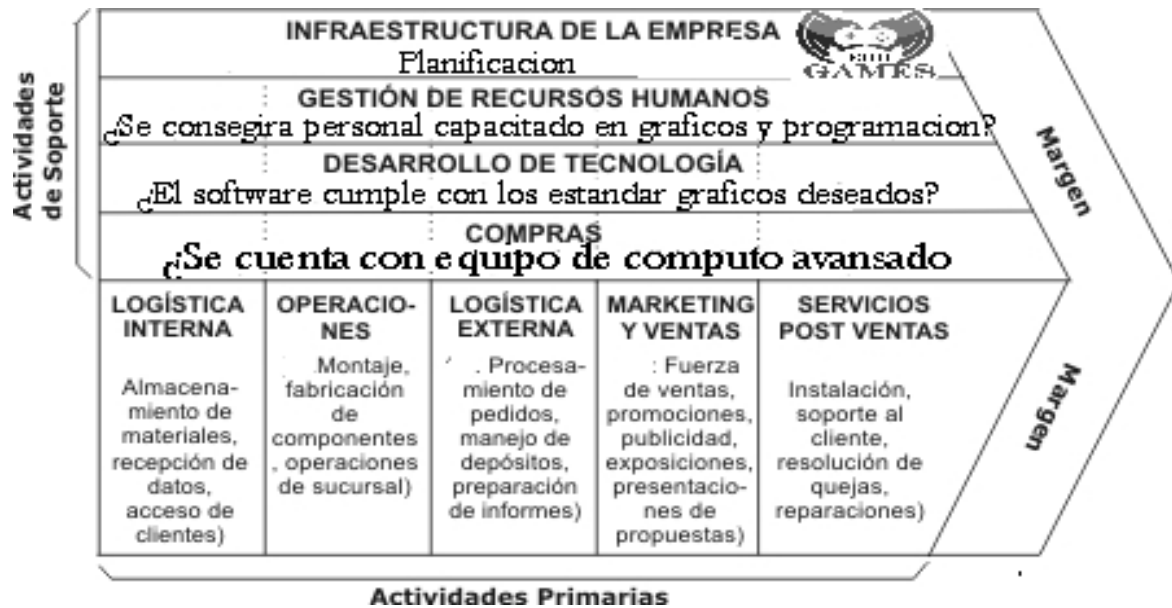 INFRAESTRUCTURA DE LA EMPRESA
Planificacion
GAMES
GESTIÓN DE RECURSOS HUMANOS
¿Se consegira personal capacitado en graficos y programacion?
DESARROLLO DE TECNOLOGÍA
¿El software cumple con los estandar graficos deseados?
COMPRAS
¿Se cuenta con equipo de computo avansado
Actividades
de Soporte
Margen
LOGÍSTICA
INTERNA
Almacena-
miento de
materiales,
recepción de
datos,
acceso de
clientes)
OPERACIO-
NES
.Montaje,
fabricación
de
componentes
, operaciones
de sucursal)
LOGÍSTICA
EXTERNA
. Procesa-
miento de
pedidos,
manejo de
depósitos,
preparación
de informes)
MARKETING
Y VENTAS
: Fuerza
de ventas,
promociones,
publicidad,
exposiciones,
presentacio-
nes de
propuestas)
SERVICIOS
POST VENTAS
Instalación,
soporte al
cliente,
resolución de
quejas,
reparaciones)
Margen
Actividades Primarias